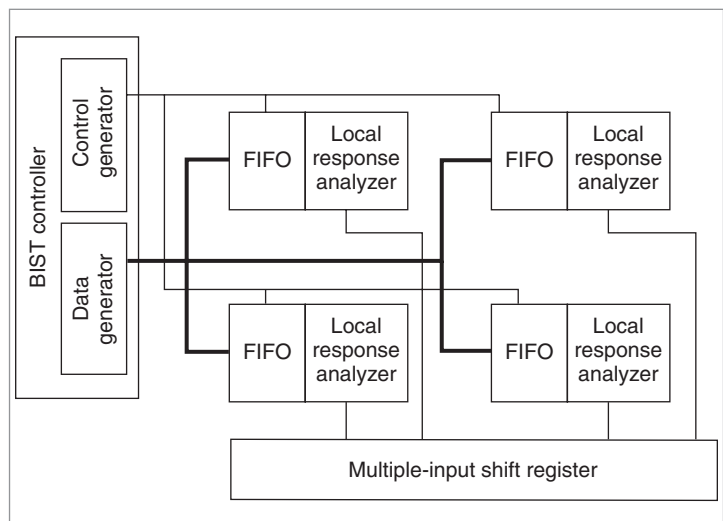 BIST controller
Control
generator
Data
generator
FIFO
Local
response
analyzer
FIFO
Local
response
analyzer
FIFO
Local
response
analyzer
FIFO
Local
response
analyzer
Multiple-input shift register